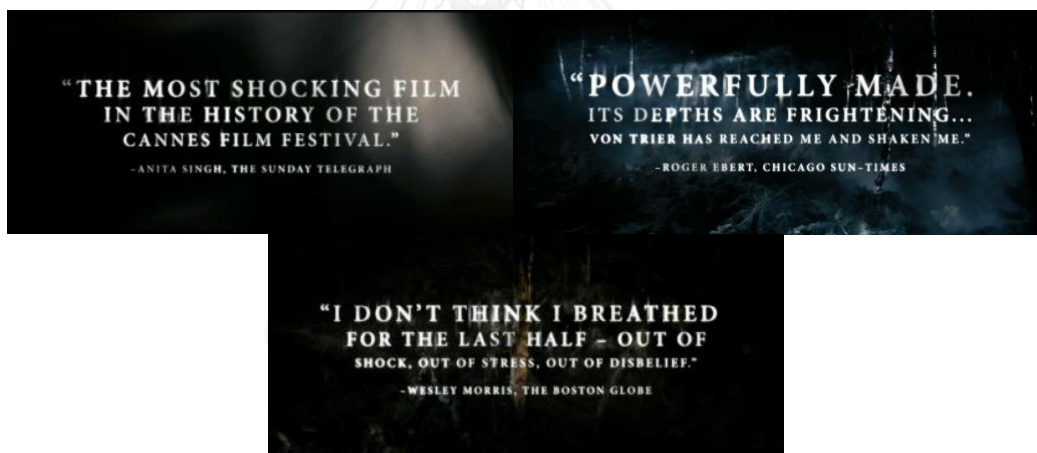 “THE MOST SHOCKING FILM
IN THE HISTORY OF THE
CANNES FILM FESTIVAL.”
–ANITA SINGH, THE SUNDAY TELEGRAPH
“POWERFULLY MADE.
ITS DEPTHS ARE FRIGHTENING...
VON TRIER HAS REACHED ME AND SHAKEN ME.”
–ROGER EBERT, CHICAGO SUN–TIMES
“I DON’T THINK I BREATHED
FOR THE LAST HALF – OUT OF
SHOCK, OUT OF STRESS, OUT OF DISBELIEF.”
–WESLEY MORRIS, THE BOSTON GLOBE